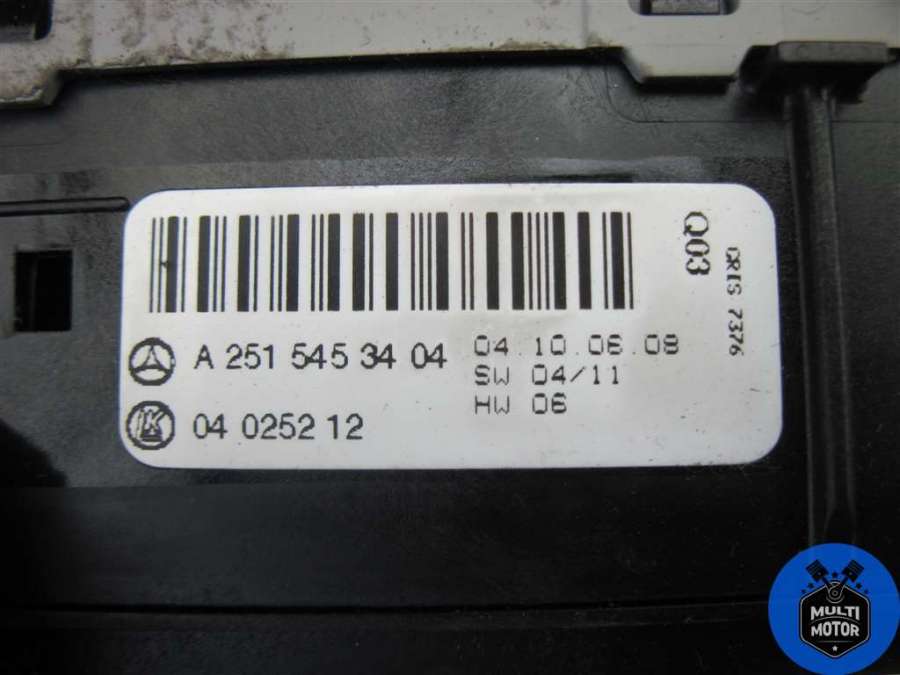 A 251 545 34 04
04 0252 12
04.10.06.08
SW 04/11
HW 06
Q03
QRIS 7376
MULTI
MOTOR